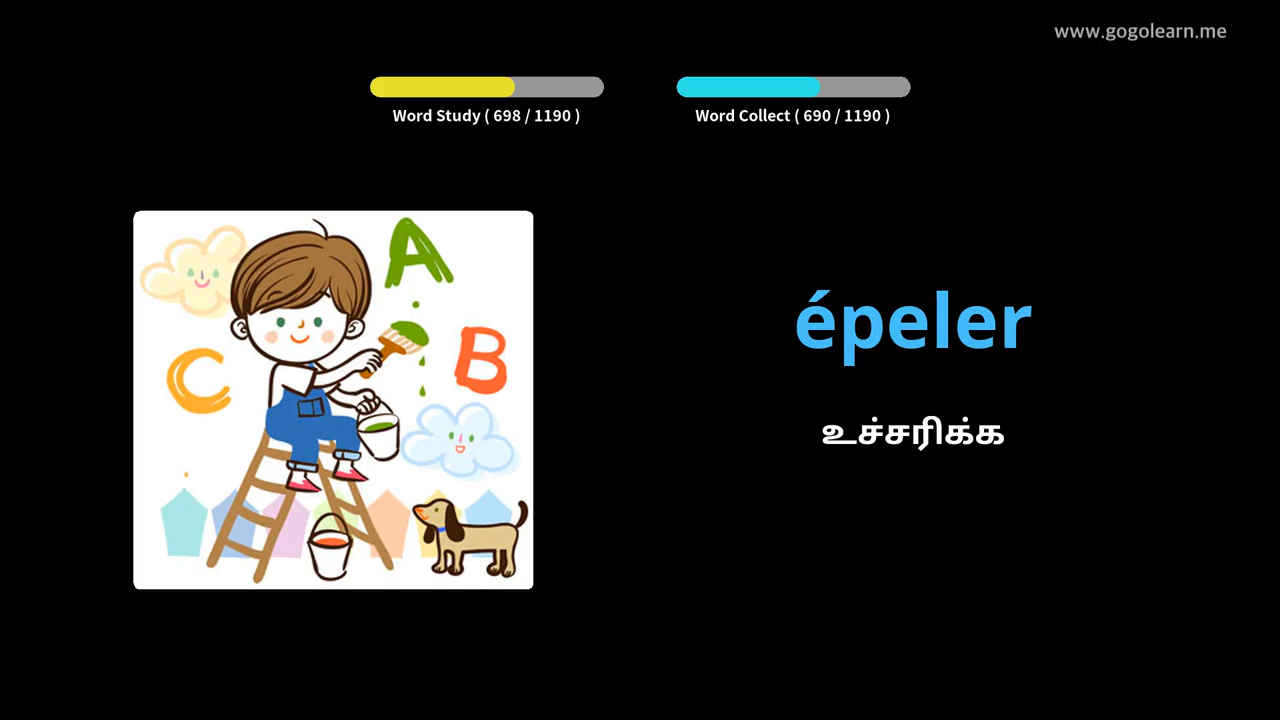 www.gogolearn.me
Word Study ( 698 / 1190 )
Word Collect ( 690 / 1190 )
A
B
C
épeler
உச்சரிக்க